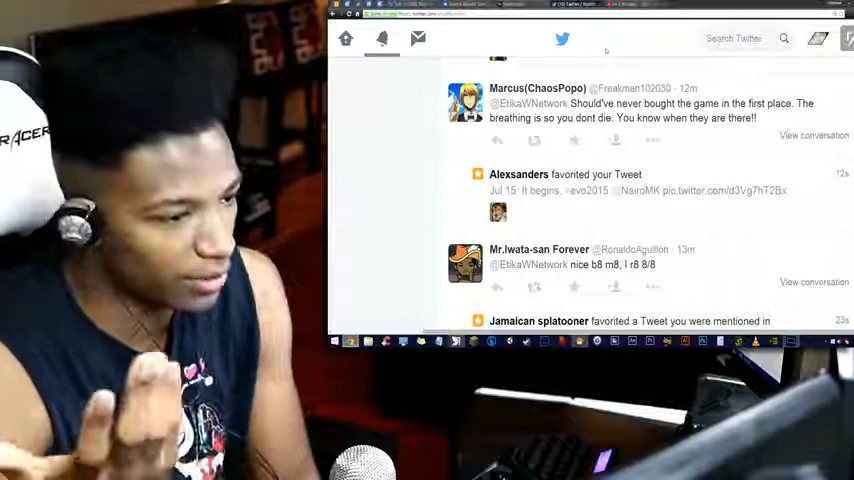 Search Twitter
Marcus(ChaosPopo) @Freakman102030 · 12m
@EtikaWNetwork Should've never bought the game in the first place. The
breathing is so you dont die. You know when they are there!!
View conversation
Alexsanders favorited your Tweet 12s
Jul 15: It begins. #evo2015 @NairoMK pic.twitter.com/d3Vg7hT2Bx
Mr.Iwata-san Forever @RonaldoAguillon · 13m
@EtikaWNetwork nice b8 m8, I r8 8/8
View conversation
Jamaican splatooner favorited a Tweet you were mentioned in 23s
RACER